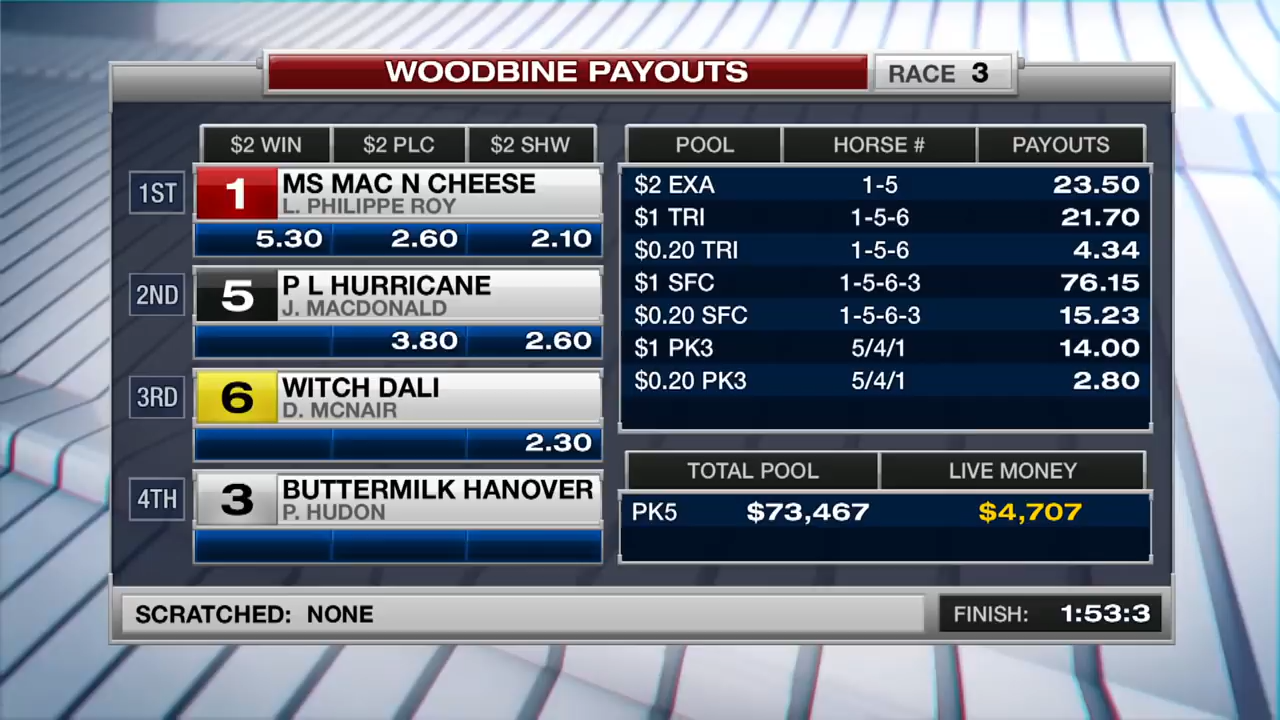 WOODBINE PAYOUTS
RACE 3
$2 WIN $2 PLC $2 SHW
1ST 1 MS MAC N CHEESE
L. PHILIPPE ROY
5.30 2.60 2.10
2ND 5 P L HURRICANE
J. MACDONALD
3.80 2.60
3RD 6 WITCH DALI
D. MCNAIR
2.30
4TH 3 BUTTERMILK HANOVER
P. HUDON
POOL HORSE # PAYOUTS
$2 EXA 1-5 23.50
$1 TRI 1-5-6 21.70
$0.20 TRI 1-5-6 4.34
$1 SFC 1-5-6-3 76.15
$0.20 SFC 1-5-6-3 15.23
$1 PK3 5/4/1 14.00
$0.20 PK3 5/4/1 2.80
TOTAL POOL LIVE MONEY
PK5 $73,467 $4,707
SCRATCHED: NONE
FINISH: 1:53:3